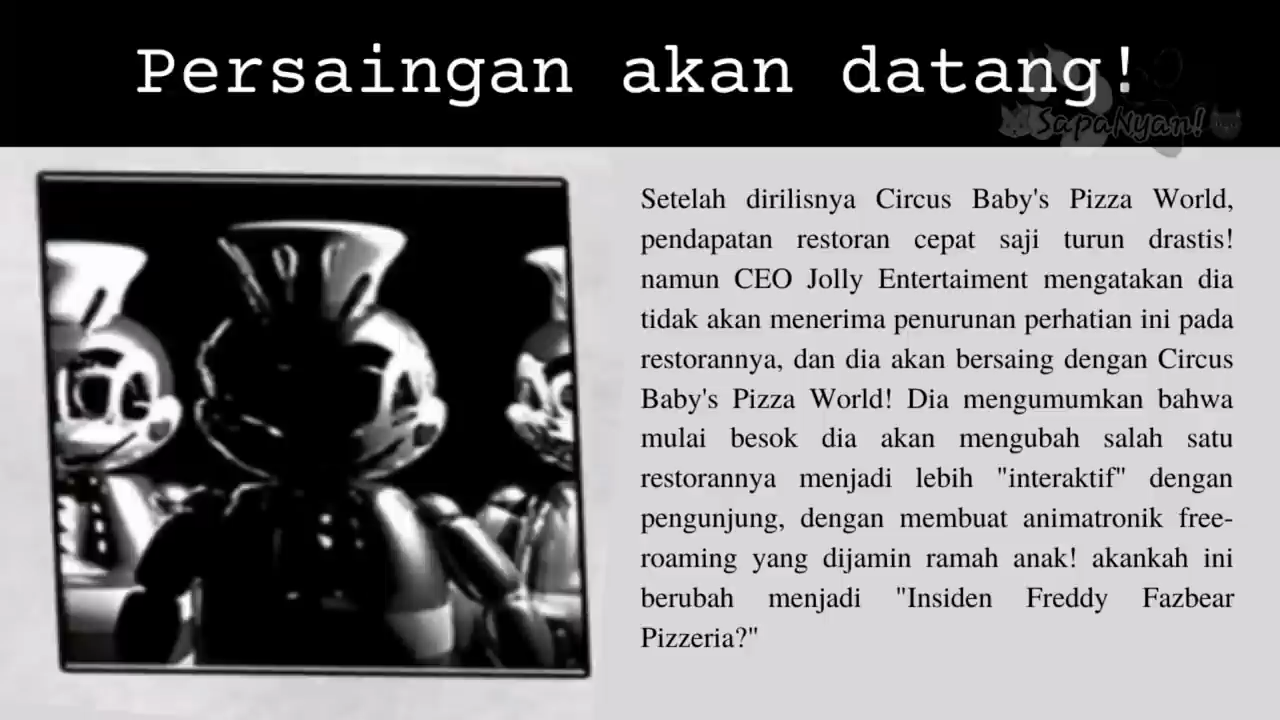 Persaingan akan datang!
SapaNyan!
Setelah dirilisnya Circus Baby's Pizza World,
pendapatan restoran cepat saji turun drastis!
namun CEO Jolly Entertaiment mengatakan dia
tidak akan menerima penurunan perhatian ini pada
restorannya, dan dia akan bersaing dengan Circus
Baby's Pizza World! Dia mengumumkan bahwa
mulai besok dia akan mengubah salah satu
restorannya menjadi lebih "interaktif" dengan
pengunjung, dengan membuat animatronik free-
roaming yang dijamin ramah anak! akankah ini
berubah menjadi "Insiden Freddy Fazbear
Pizzeria?"